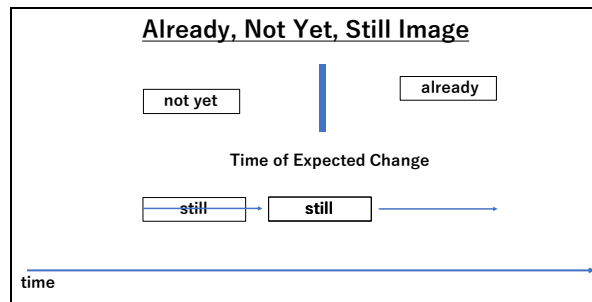 Already, Not Yet, Still Image
already
not yet
Time of Expected Change
still
still
time